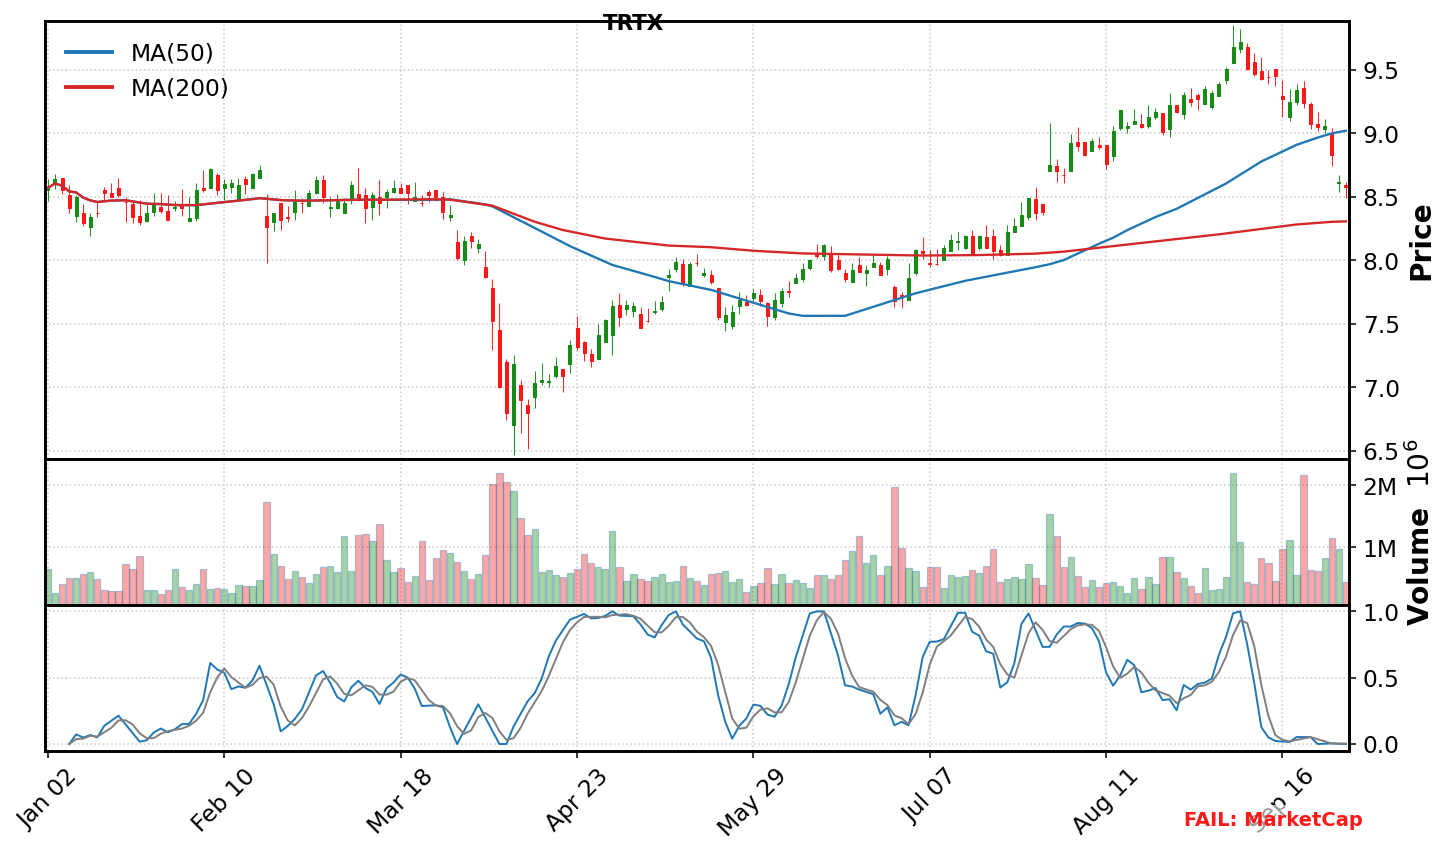 TRTX
MA(50)
MA(200)
9.5
9.0
8.5
8.0
7.5
7.0
6.5
Price
2M
1M
Volume 10^6
1.0
0.5
0.0
Jan 02
Feb 10
Mar 18
Apr 23
May 29
Jul 07
Aug 11
Sep 16
FAIL: MarketCap